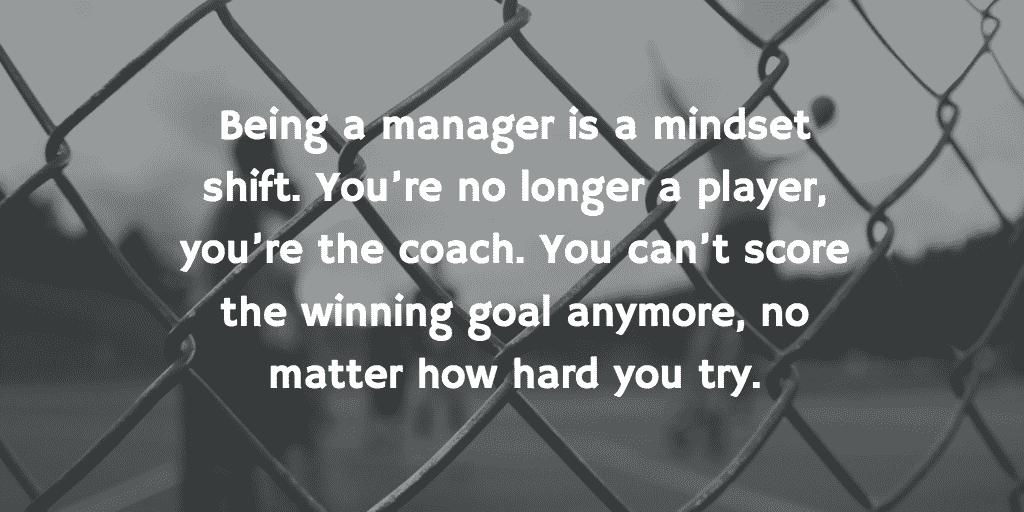 Being a manager is a mindset
shift. You're no longer a player,
you're the coach. You can't score
the winning goal anymore, no
matter how hard you try.